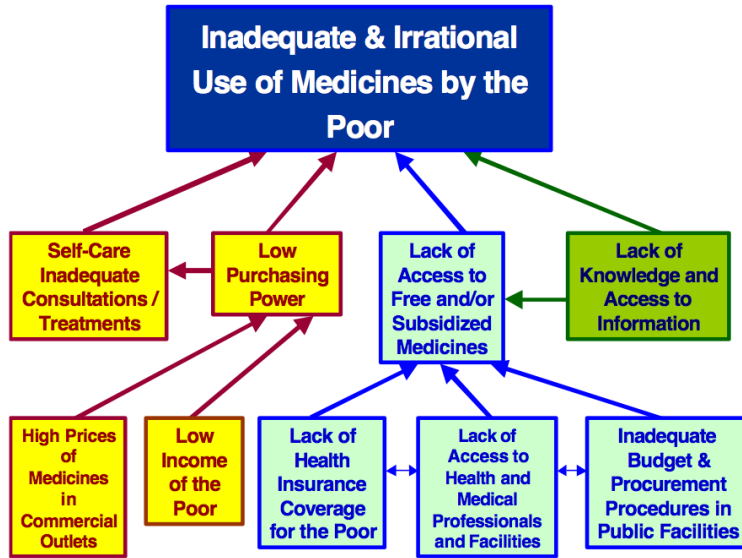 Inadequate & Irrational
Use of Medicines by the
Poor
Self-Care
Inadequate
Consultations /
Treatments
Low
Purchasing
Power
Lack of
Access to
Free and/or
Subsidized
Medicines
Lack of
Knowledge and
Access to
Information
High Prices
of
Medicines
in
Commercial
Outlets
Low
Income
of the
Poor
Lack of
Health
Insurance
Coverage
for the Poor
Lack of
Access to
Health and
Medical
Professionals
and Facilities
Inadequate
Budget &
Procurement
Procedures in
Public Facilities